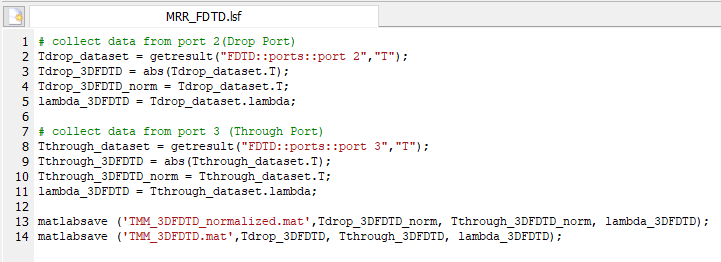 MRR_FDTD.lsf
1 # collect data from port 2(Drop Port)
2 Tdrop_dataset = getresult("FDTD::ports::port 2","T");
3 Tdrop_3DFDTD = abs(Tdrop_dataset.T);
4 Tdrop_3DFDTD_norm = Tdrop_dataset.T;
5 lambda_3DFDTD = Tdrop_dataset.lambda;
6
7 # collect data from port 3 (Through Port)
8 Tthrough_dataset = getresult("FDTD::ports::port 3","T");
9 Tthrough_3DFDTD = abs(Tthrough_dataset.T);
10 Tthrough_3DFDTD_norm = Tthrough_dataset.T;
11 lambda_3DFDTD = Tthrough_dataset.lambda;
12
13 matlabsave ('TMM_3DFDTD_normalized.mat',Tdrop_3DFDTD_norm, Tthrough_3DFDTD_norm, lambda_3DFDTD);
14 matlabsave ('TMM_3DFDTD.mat',Tdrop_3DFDTD, Tthrough_3DFDTD, lambda_3DFDTD);